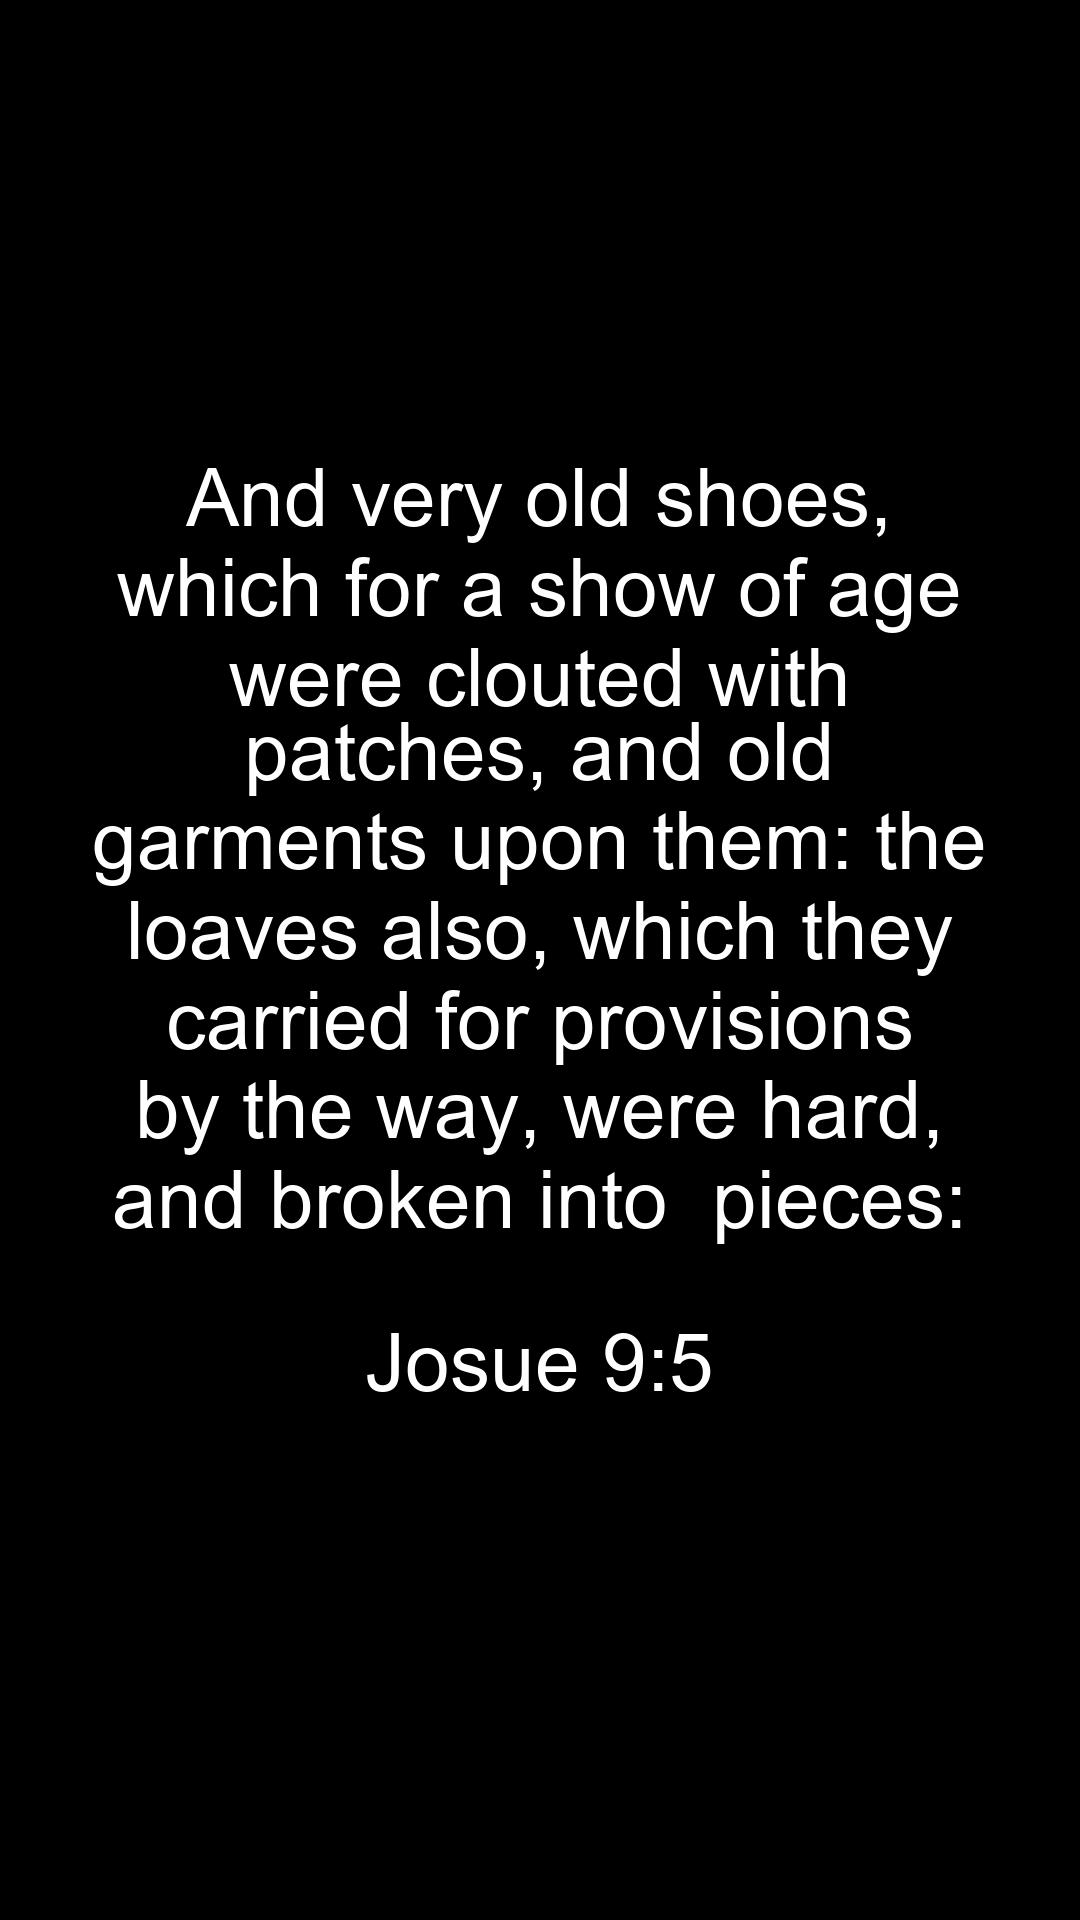 And very old shoes,
which for a show of age
were clouted with
patches, and old
garments upon them: the
loaves also, which they
carried for provisions
by the way, were hard,
and broken into  pieces:
Josue 9:5